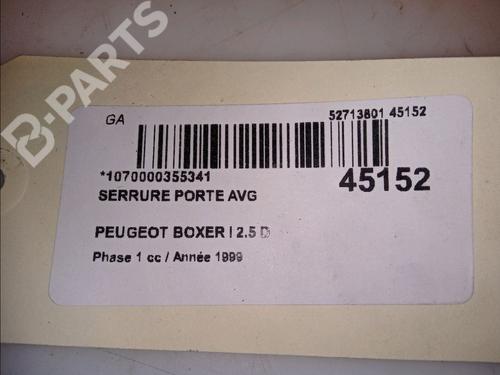 B-PARTS
GA
52713801 45152
*1070000355341
45152
SERRURE PORTE AVG
PEUGEOT BOXER I 2.5 D
Phase 1 cc / Année 1999